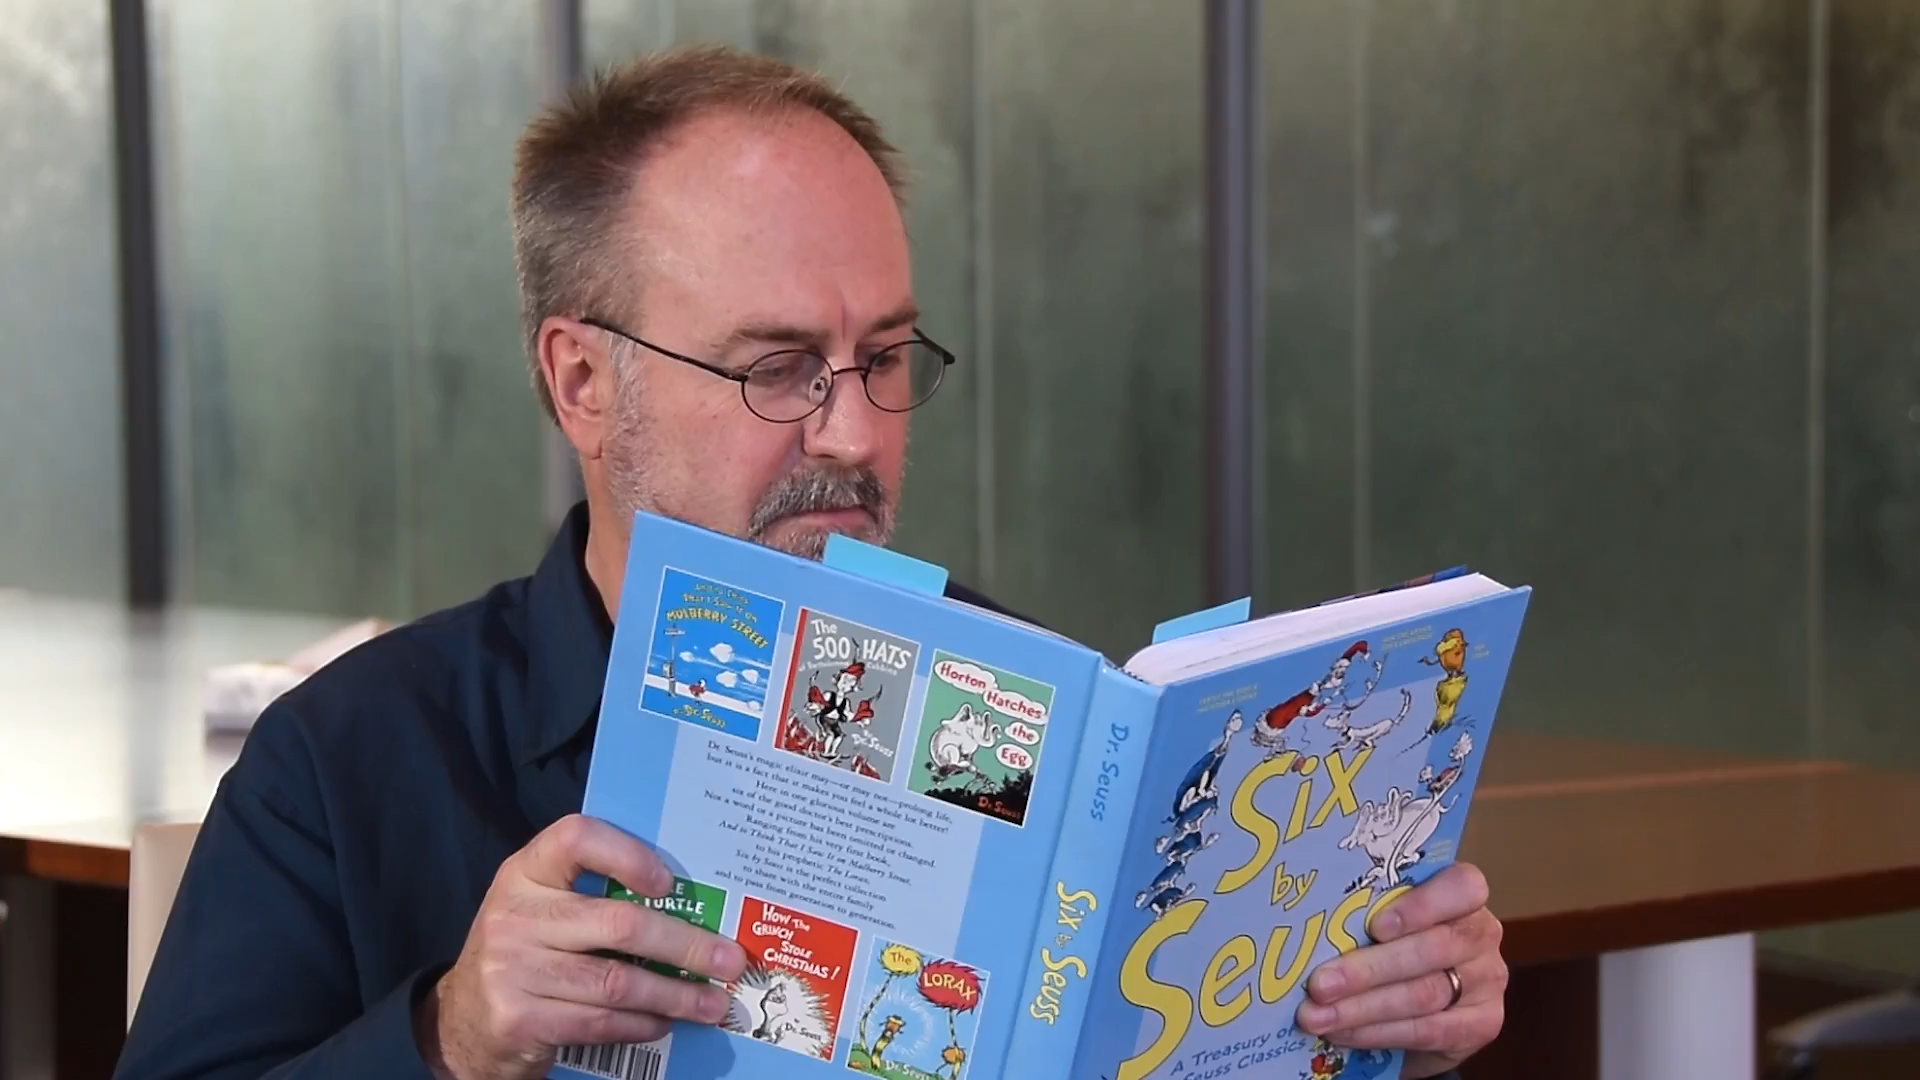 And to Think
That I Saw It on
MULBERRY STREET
BY DR. SEUSS
The
500 HATS
of Bartholomew Cubbins
By
Dr. Seuss
Horton
Hatches
the
Egg
Dr. Seuss
Dr. Seuss's magic elixir may—or may not—prolong life,
but it is a fact that it makes you feel a whole lot better!
Here in one glorious volume are
six of the good doctor's best prescriptions.
Not a word or a picture has been omitted or changed.
Ranging from his very first book,
And to Think That I Saw It on Mulberry Street,
to his prophetic The Lorax,
Six by Seuss is the perfect collection
to share with the entire family
and to pass from generation to generation.
TURTLE
HOW THE
GRINCH
STOLE
CHRISTMAS!
by
Dr. Seuss
The
LORAX
Dr. Seuss
Dr. Seuss
Six by Seuss
Six
by
Seuss
A Treasury of
Seuss Classics